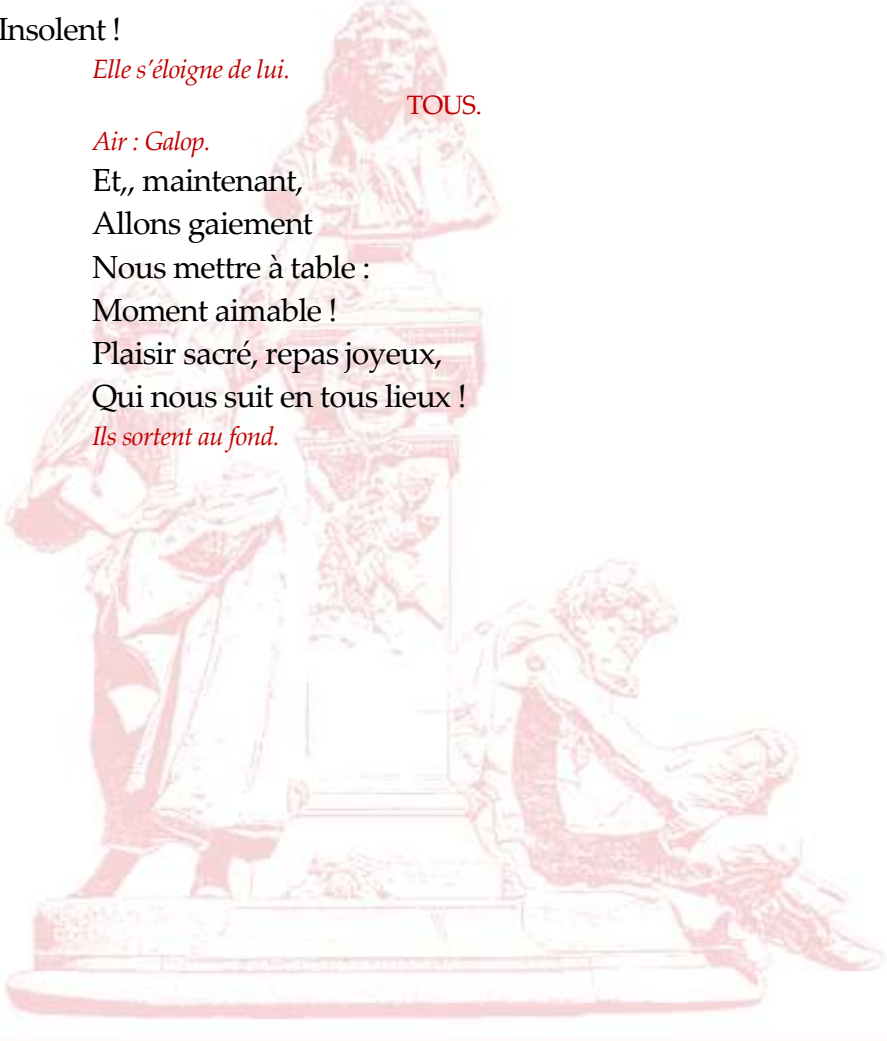 Insolent !
Elle s’éloigne de lui.
TOUS.
Air : Galop.
Et,, maintenant,
Allons gaiement
Nous mettre à table :
Moment aimable !
Plaisir sacré, repas joyeux,
Qui nous suit en tous lieux !
Ils sortent au fond.